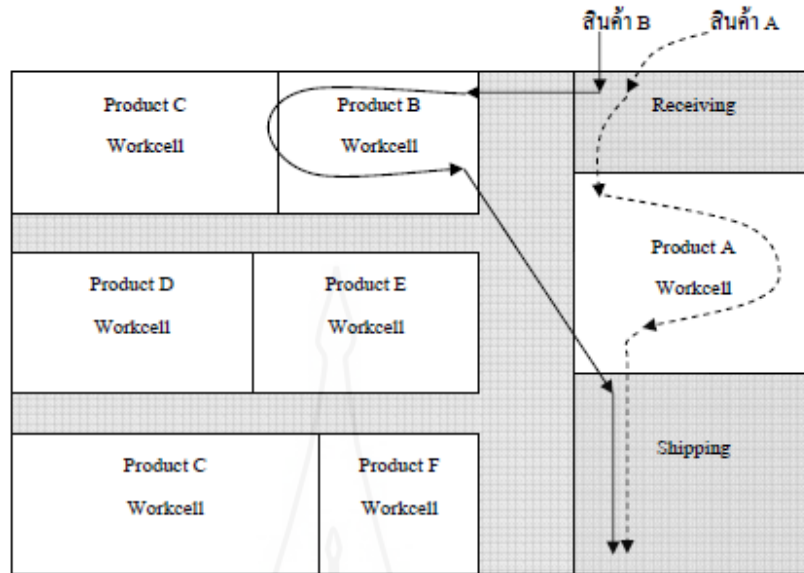 สินค้า B
สินค้า A
Product C
Workcell
Product B
Workcell
Receiving
Product A
Workcell
Product D
Workcell
Product E
Workcell
Product C
Workcell
Product F
Workcell
Shipping